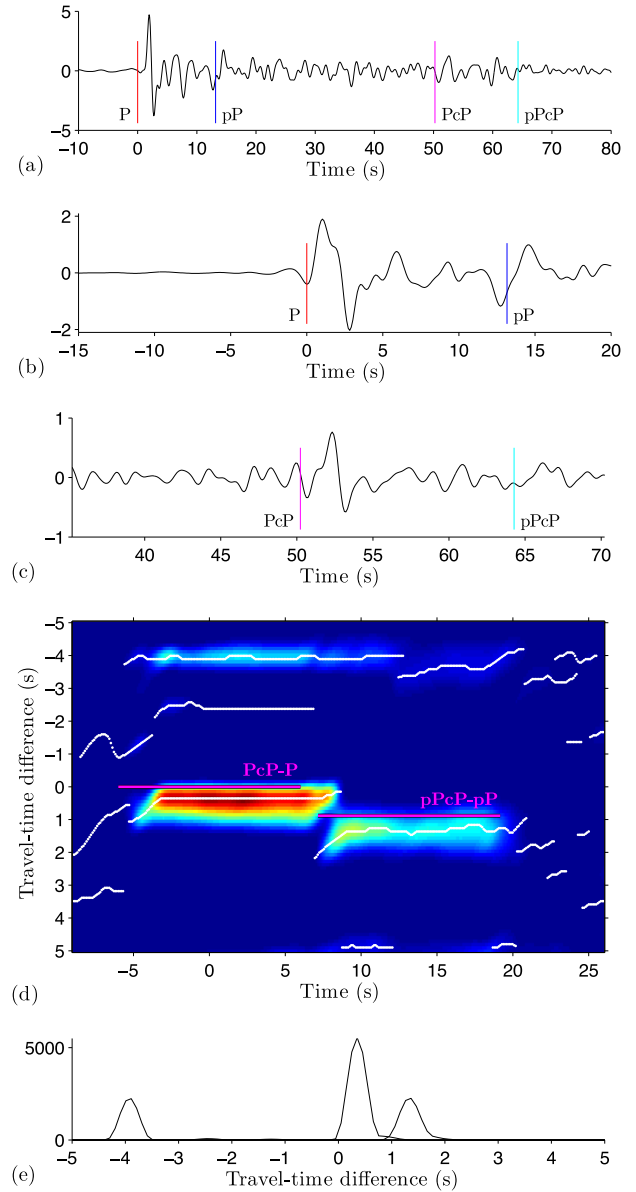 5
0
−5
P
pP
PcP
pPcP
−10 0 10 20 30 40 50 60 70 80
(a)
Time (s)
2
0
−2
P
pP
−15 −10 −5 0 5 10 15 20
(b)
Time (s)
1
0
−1
PcP
pPcP
40 45 50 55 60 65 70
(c)
Time (s)
Travel-time difference (s)
−5
−4
−3
−2
−1
0
1
2
3
4
5
PcP-P
pPcP-pP
−5 0 5 10 15 20 25
(d)
Time (s)
5000
0
−5 −4 −3 −2 −1 0 1 2 3 4 5
(e)
Travel-time difference (s)